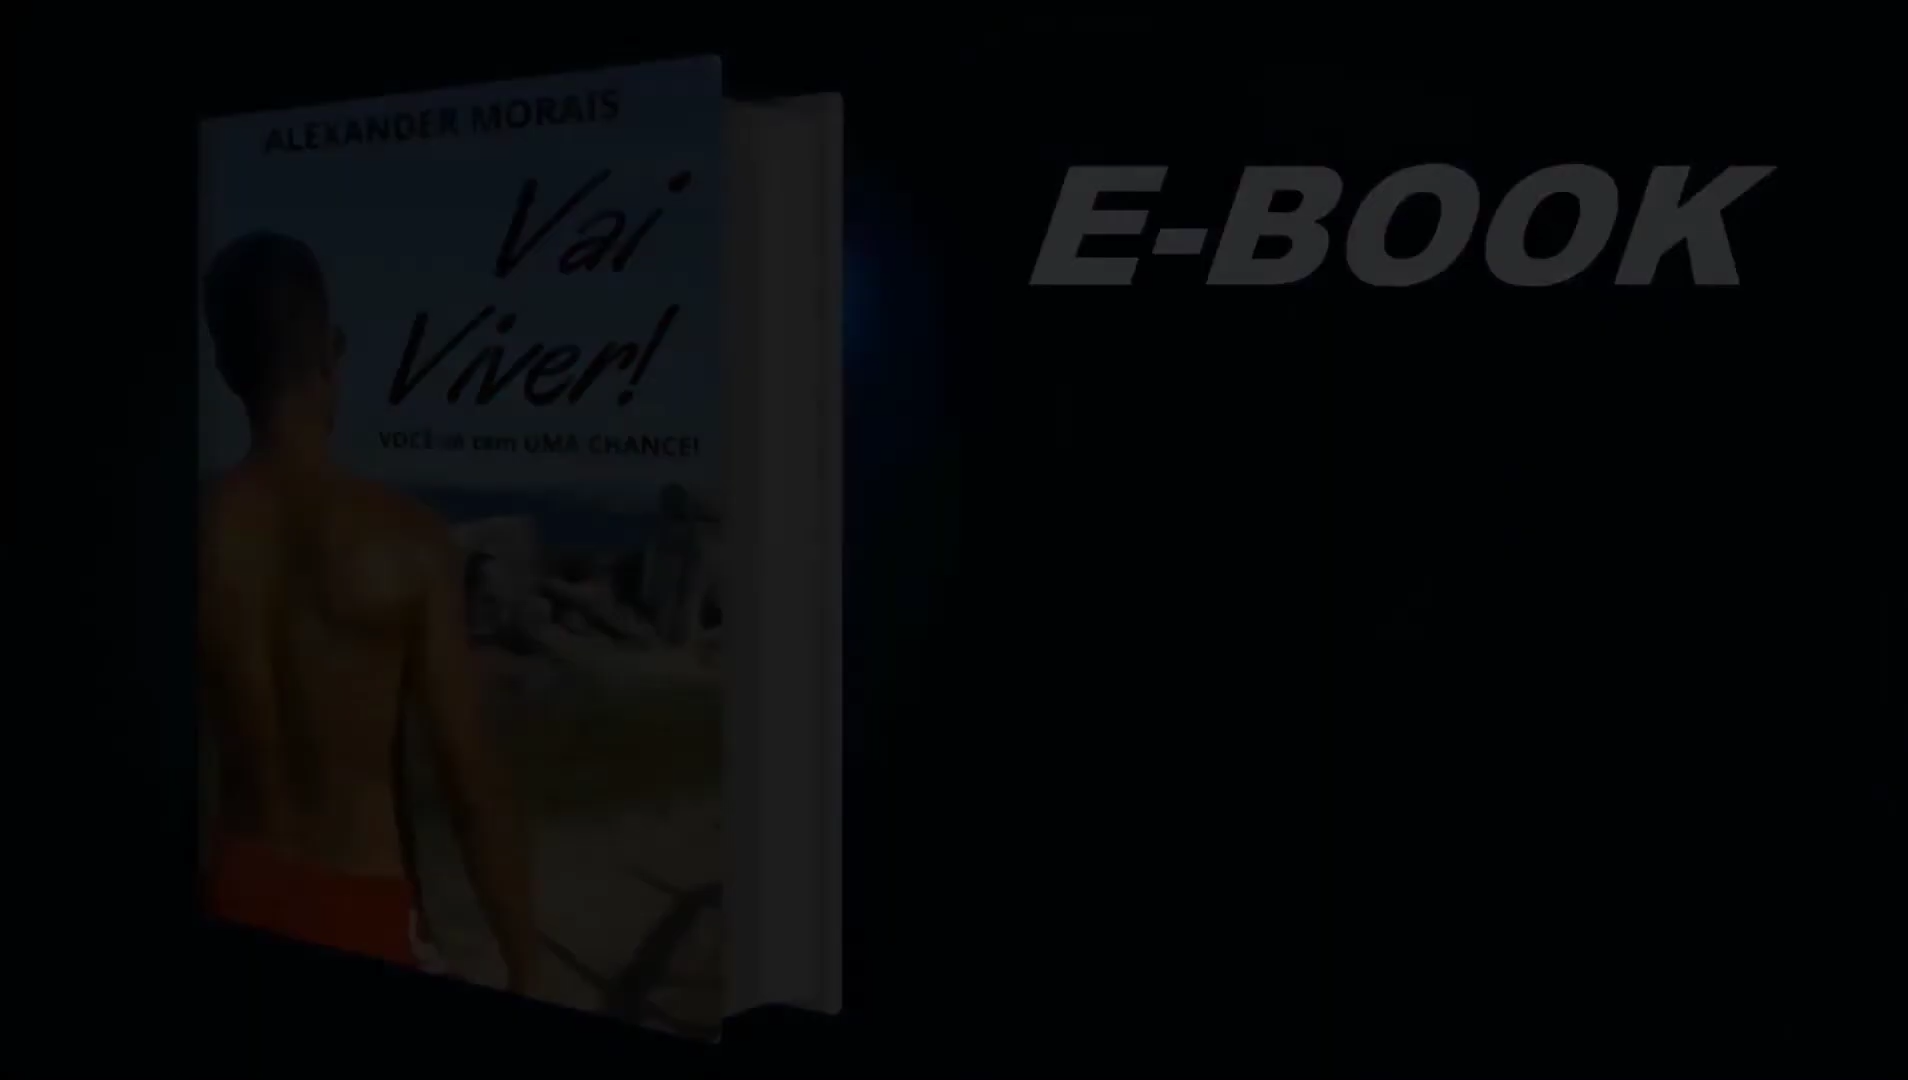 ALEXANDER MORAIS
Vai
Viver!
VOCÊ só tem UMA CHANCE!
E-BOOK